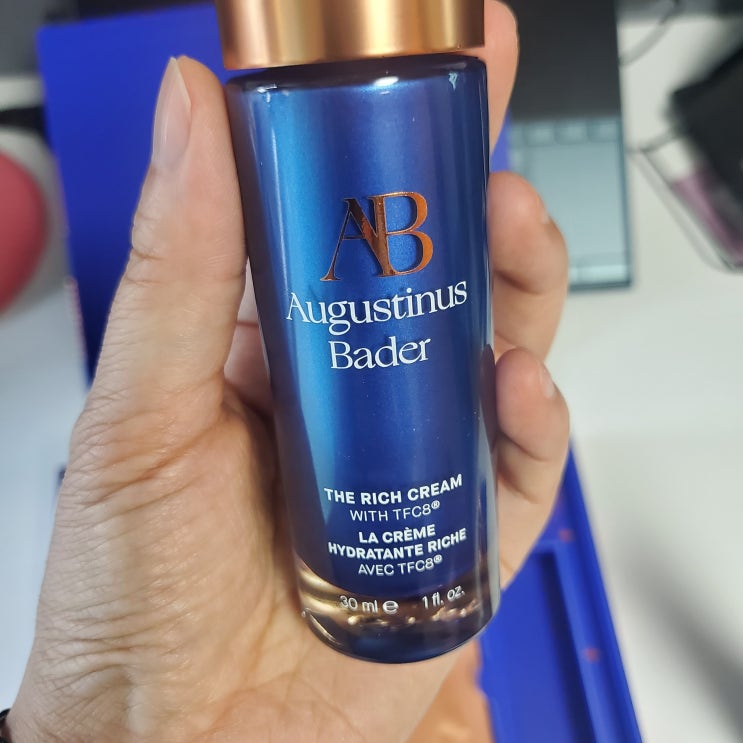 AB
Augustinus
Bader
THE RICH CREAM
WITH TFC8®
LA CRÈME
HYDRATANTE RICHE
AVEC TFC8®
30 ml ℮ 1 fl. oz.